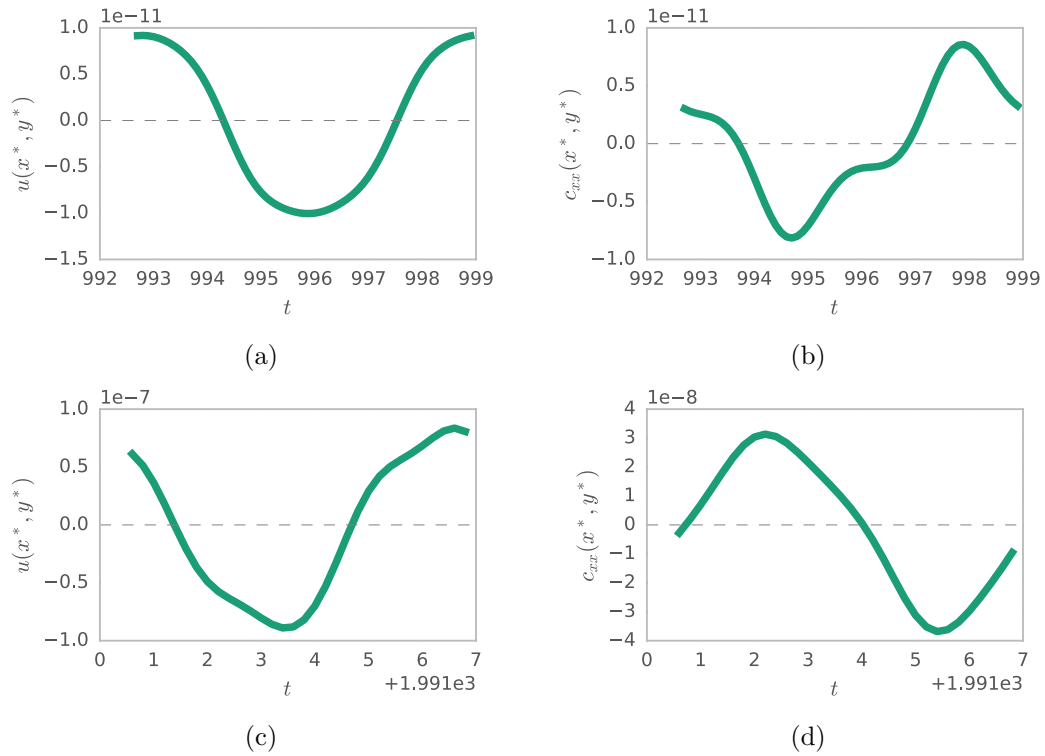 1e−11
1.0
0.5
0.0
−0.5
−1.0
−1.5
u(x*, y*)
992 993 994 995 996 997 998 999
t
(a)
1e−11
1.0
0.5
0.0
−0.5
−1.0
c_xx(x*, y*)
992 993 994 995 996 997 998 999
t
(b)
1e−7
1.0
0.5
0.0
−0.5
−1.0
u(x*, y*)
0 1 2 3 4 5 6 7
+1.991e3
t
(c)
1e−8
4
3
2
1
0
−1
−2
−3
−4
c_xx(x*, y*)
0 1 2 3 4 5 6 7
+1.991e3
t
(d)